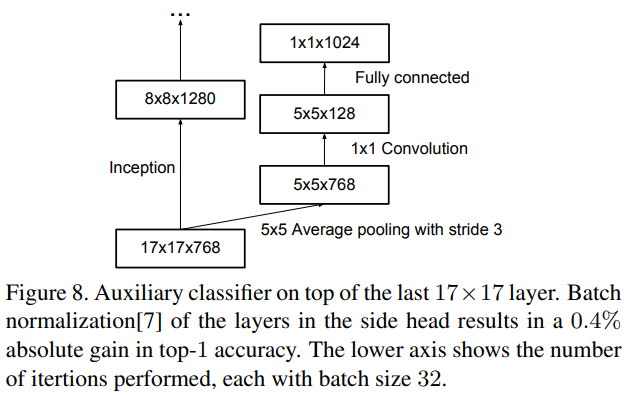 ...
1x1x1024
Fully connected
8x8x1280
5x5x128
1x1 Convolution
Inception
5x5x768
5x5 Average pooling with stride 3
17x17x768
Figure 8. Auxiliary classifier on top of the last 17×17 layer. Batch
normalization[7] of the layers in the side head results in a 0.4%
absolute gain in top-1 accuracy. The lower axis shows the number
of itertions performed, each with batch size 32.